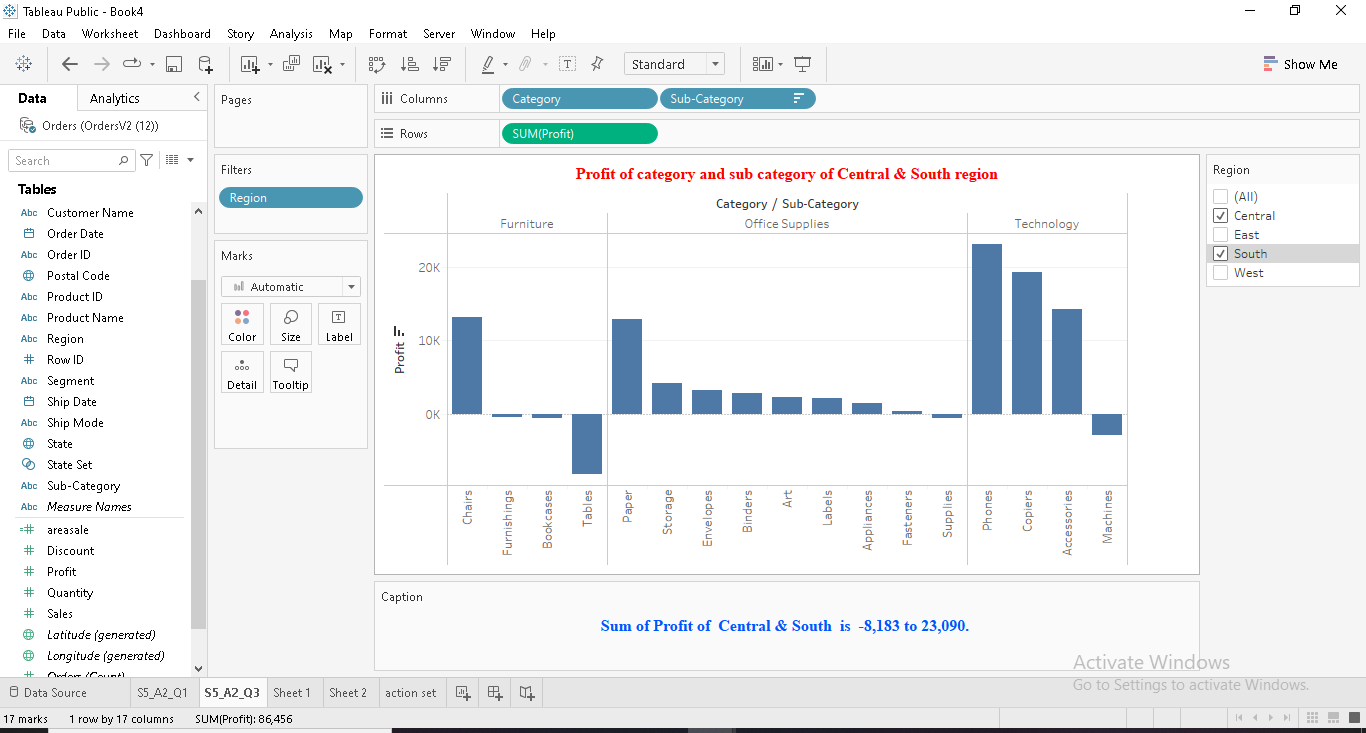 Tableau Public - Book4
File Data Worksheet Dashboard Story Analysis Map Format Server Window Help
Standard
Show Me
Data Analytics
Orders (OrdersV2 (12))
Search
Tables
Abc Customer Name
Order Date
Abc Order ID
Postal Code
Abc Product ID
Abc Product Name
Abc Region
Row ID
Abc Segment
Ship Date
Abc Ship Mode
State
State Set
Abc Sub-Category
Abc Measure Names
areasale
Discount
Profit
Quantity
Sales
Latitude (generated)
Longitude (generated)
Orders (Count)
Pages
Filters
Region
Marks
Automatic
Color Size Label
Detail Tooltip
Columns Category Sub-Category
Rows SUM(Profit)
Profit of category and sub category of Central & South region
Category / Sub-Category
Furniture Office Supplies Technology
20K
10K
0K
Profit
Chairs
Furnishings
Bookcases
Tables
Paper
Storage
Envelopes
Binders
Art
Labels
Appliances
Fasteners
Supplies
Phones
Copiers
Accessories
Machines
Region
(All)
Central
East
South
West
Caption
Sum of Profit of Central & South is -8,183 to 23,090.
Activate Windows
Go to Settings to activate Windows.
Data Source S5_A2_Q1 S5_A2_Q3 Sheet 1 Sheet 2 action set
17 marks 1 row by 17 columns SUM(Profit): 86,456